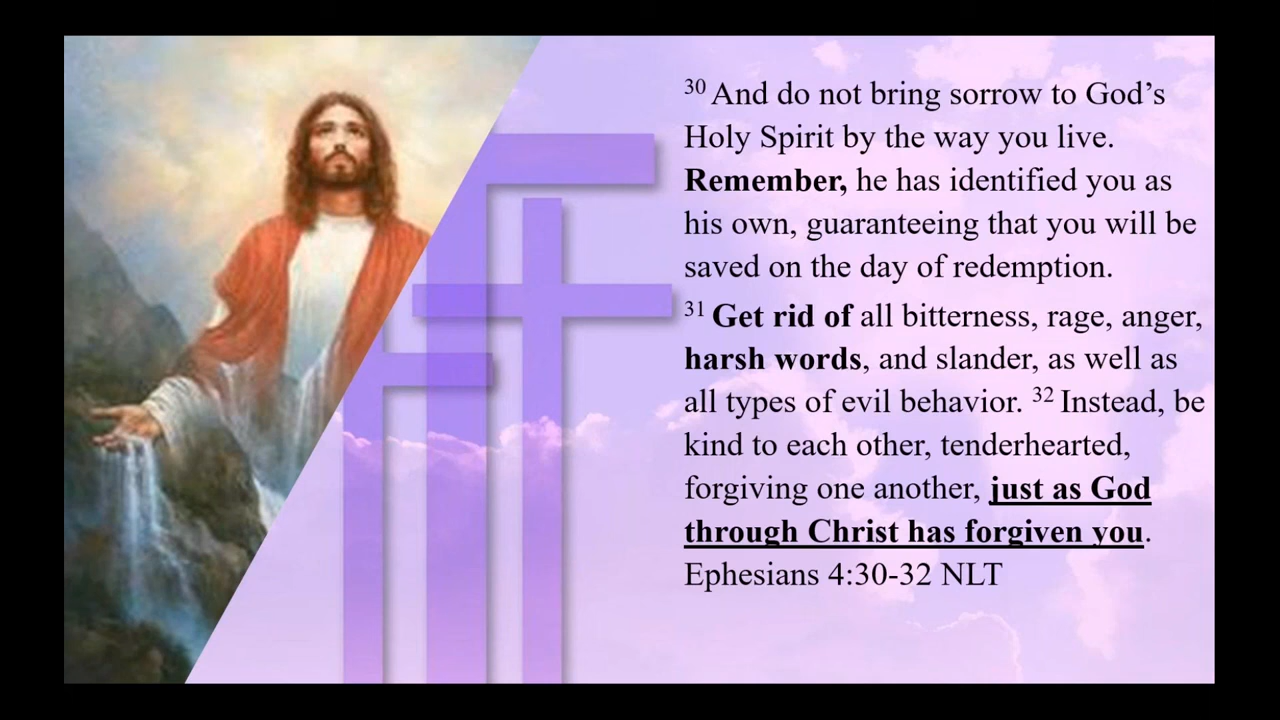 30 And do not bring sorrow to God’s
Holy Spirit by the way you live.
Remember, he has identified you as
his own, guaranteeing that you will be
saved on the day of redemption.
31 Get rid of all bitterness, rage, anger,
harsh words, and slander, as well as
all types of evil behavior. 32 Instead, be
kind to each other, tenderhearted,
forgiving one another, just as God
through Christ has forgiven you.
Ephesians 4:30-32 NLT